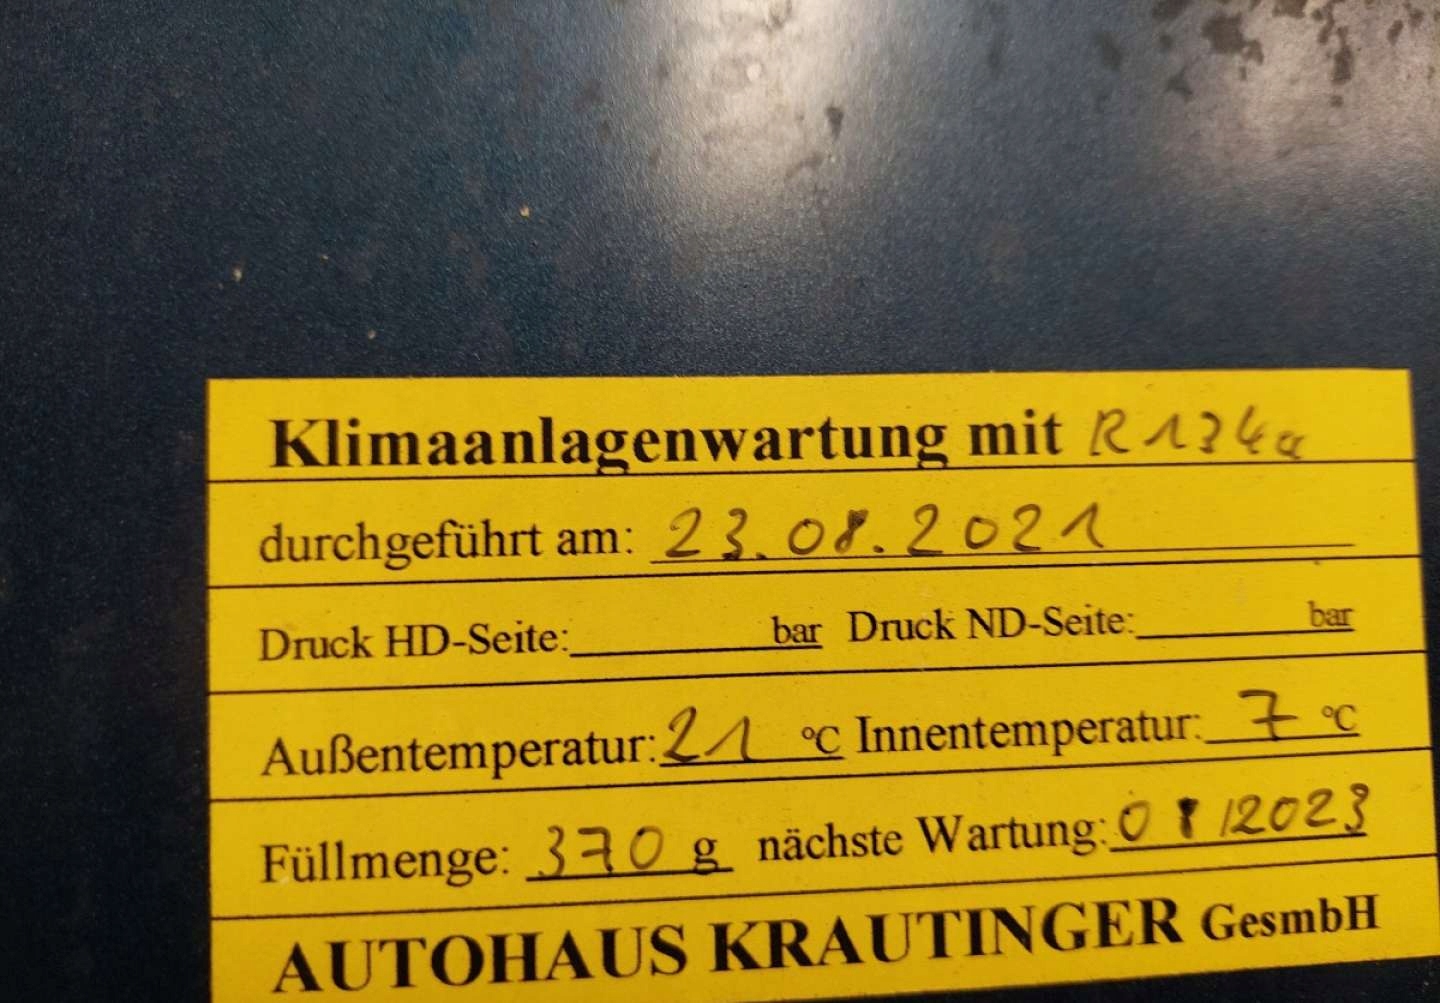 Klimaanlagenwartung mit R134a
durchgeführt am: 23.08.2021
Druck HD-Seite: bar Druck ND-Seite: bar
Außentemperatur: 21 °C Innentemperatur: 7 °C
Füllmenge: 370 g nächste Wartung: 08/2023
AUTOHAUS KRAUTINGER GesmbH